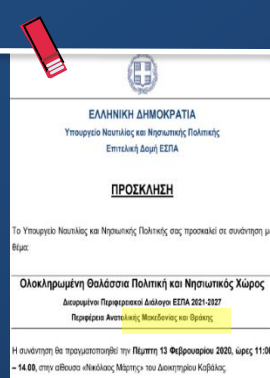 ΕΛΛΗΝΙΚΗ ΔΗΜΟΚΡΑΤΙΑ
Υπουργείο Ναυτιλίας και Νησιωτικής Πολιτικής
Επιτελική Δομή ΕΣΠΑ
ΠΡΟΣΚΛΗΣΗ
Το Υπουργείο Ναυτιλίας και Νησιωτικής Πολιτικής σας προσκαλεί σε συνάντηση με
θέμα:
Ολοκληρωμένη Θαλάσσια Πολιτική και Νησιωτικός Χώρος
Διευρυμένοι Περιφερειακοί Διάλογοι ΕΣΠΑ 2021-2027
Περιφέρεια Ανατολικής Μακεδονίας και Θράκης
Η συνάντηση θα πραγματοποιηθεί την Πέμπτη 13 Φεβρουαρίου 2020, ώρες 11:00
– 14.00, στην αίθουσα «Νικόλαος Μάρτης» του Διοικητηρίου Καβάλας.